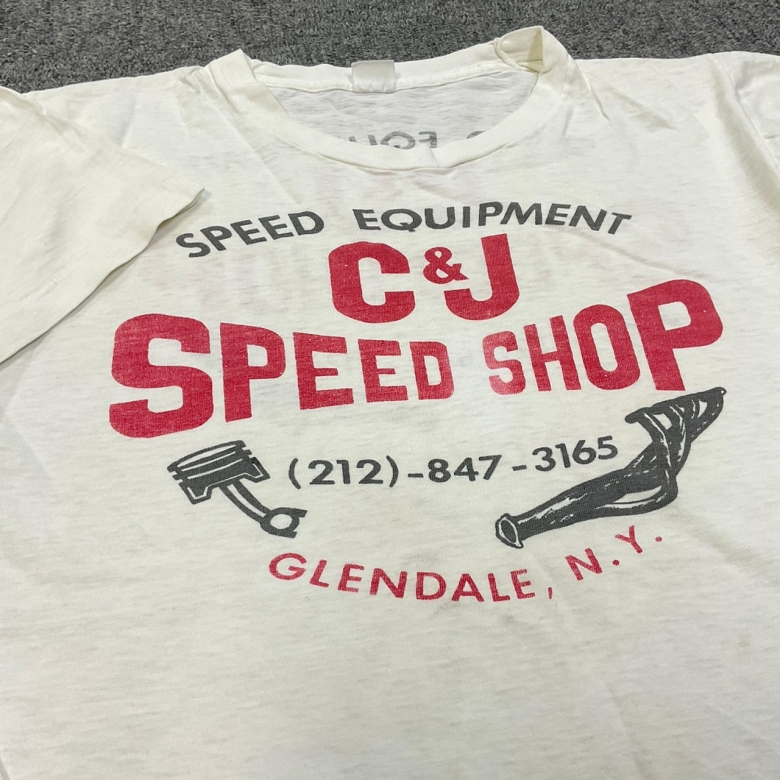 SPEED EQUIPMENT
C&J
SPEED SHOP
(212)-847-3165
GLENDALE, N.Y.